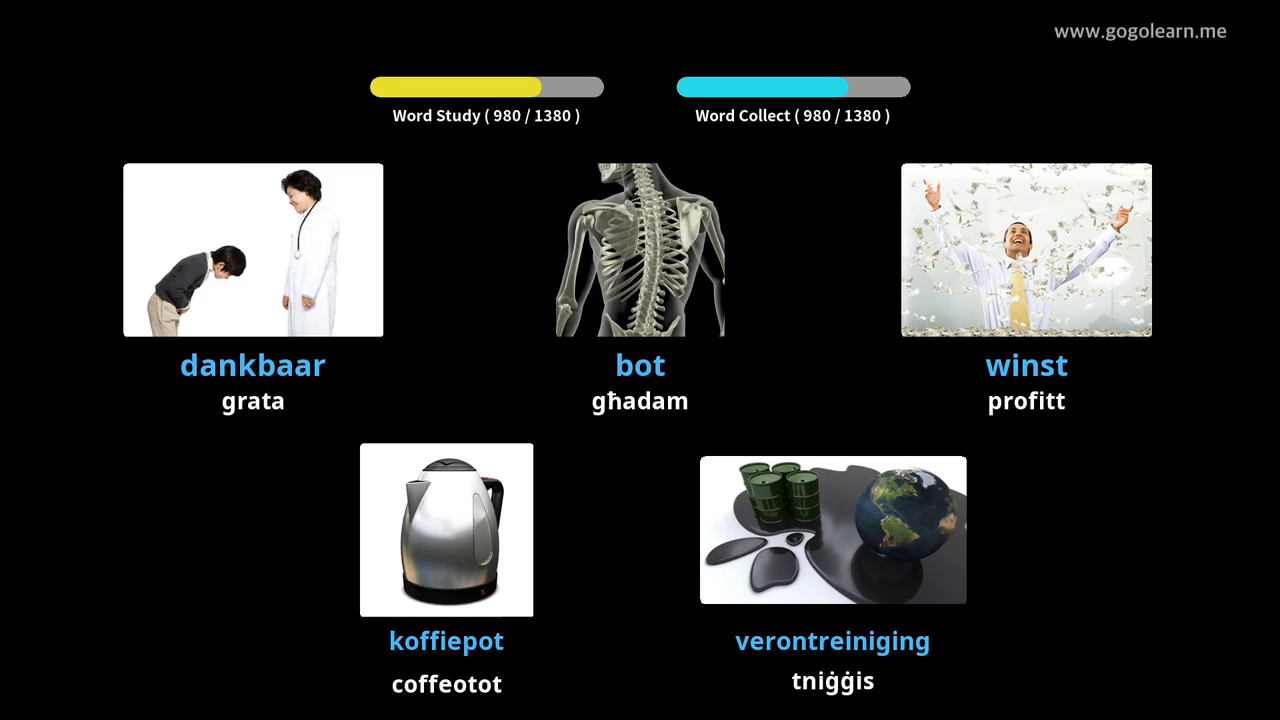 www.gogolearn.me
Word Study ( 980 / 1380 )
Word Collect ( 980 / 1380 )
dankbaar
grata
bot
għadam
winst
profitt
koffiepot
coffeotot
verontreiniging
tniġġis